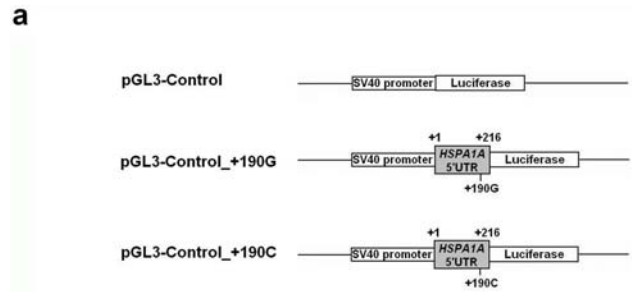 a
pGL3-Control
SV40 promoter Luciferase
+1 +216
pGL3-Control_+190G
SV40 promoter HSPA1A 5'UTR Luciferase
+190G
+1 +216
pGL3-Control_+190C
SV40 promoter HSPA1A 5'UTR Luciferase
+190C